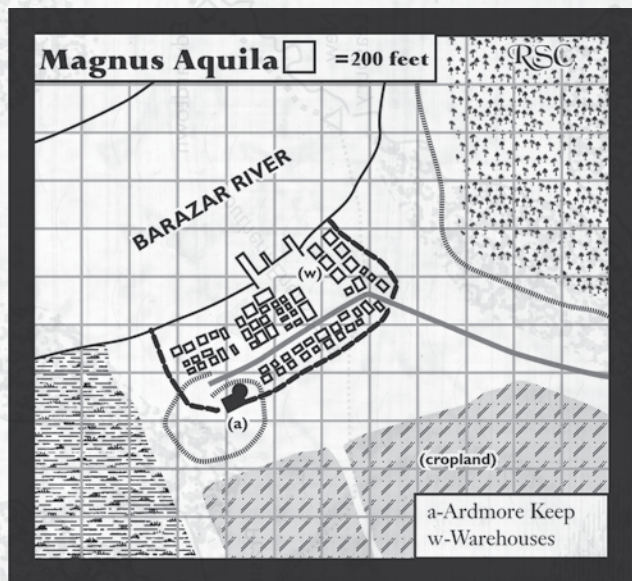 Magnus Aquila = 200 feet
RSC
BARAZAR RIVER
(w)
(a)
(cropland)
a-Ardmore Keep
w-Warehouses